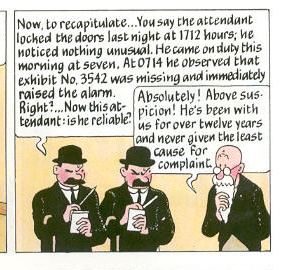 Now, to recapitulate...You say the attendant
locked the doors last night at 1712 hours; he
noticed nothing unusual. He came on duty this
morning at seven. At 0714 he observed that
exhibit No. 3542 was missing and immediately
raised the alarm.
Right?...Now this at-
tendant: is he reliable?
Absolutely! Above sus-
picion! He's been with
us for over twelve years
and never given the least
cause for
complaint.